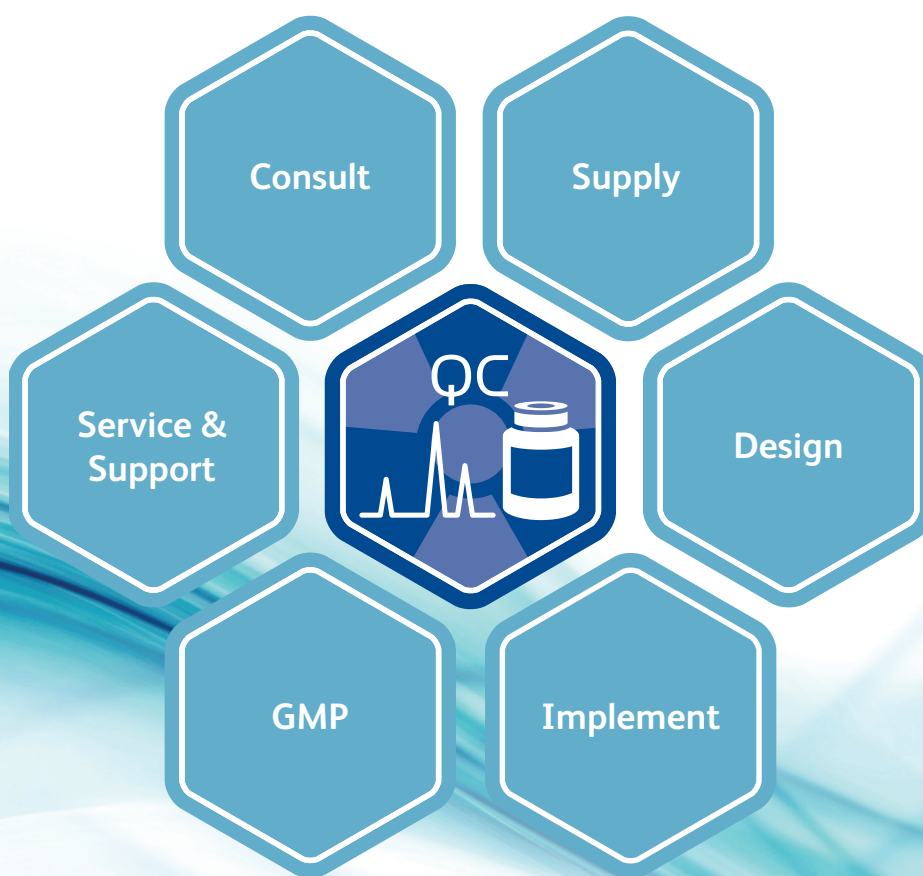 Consult
Supply
QC
Service &
Support
Design
GMP
Implement